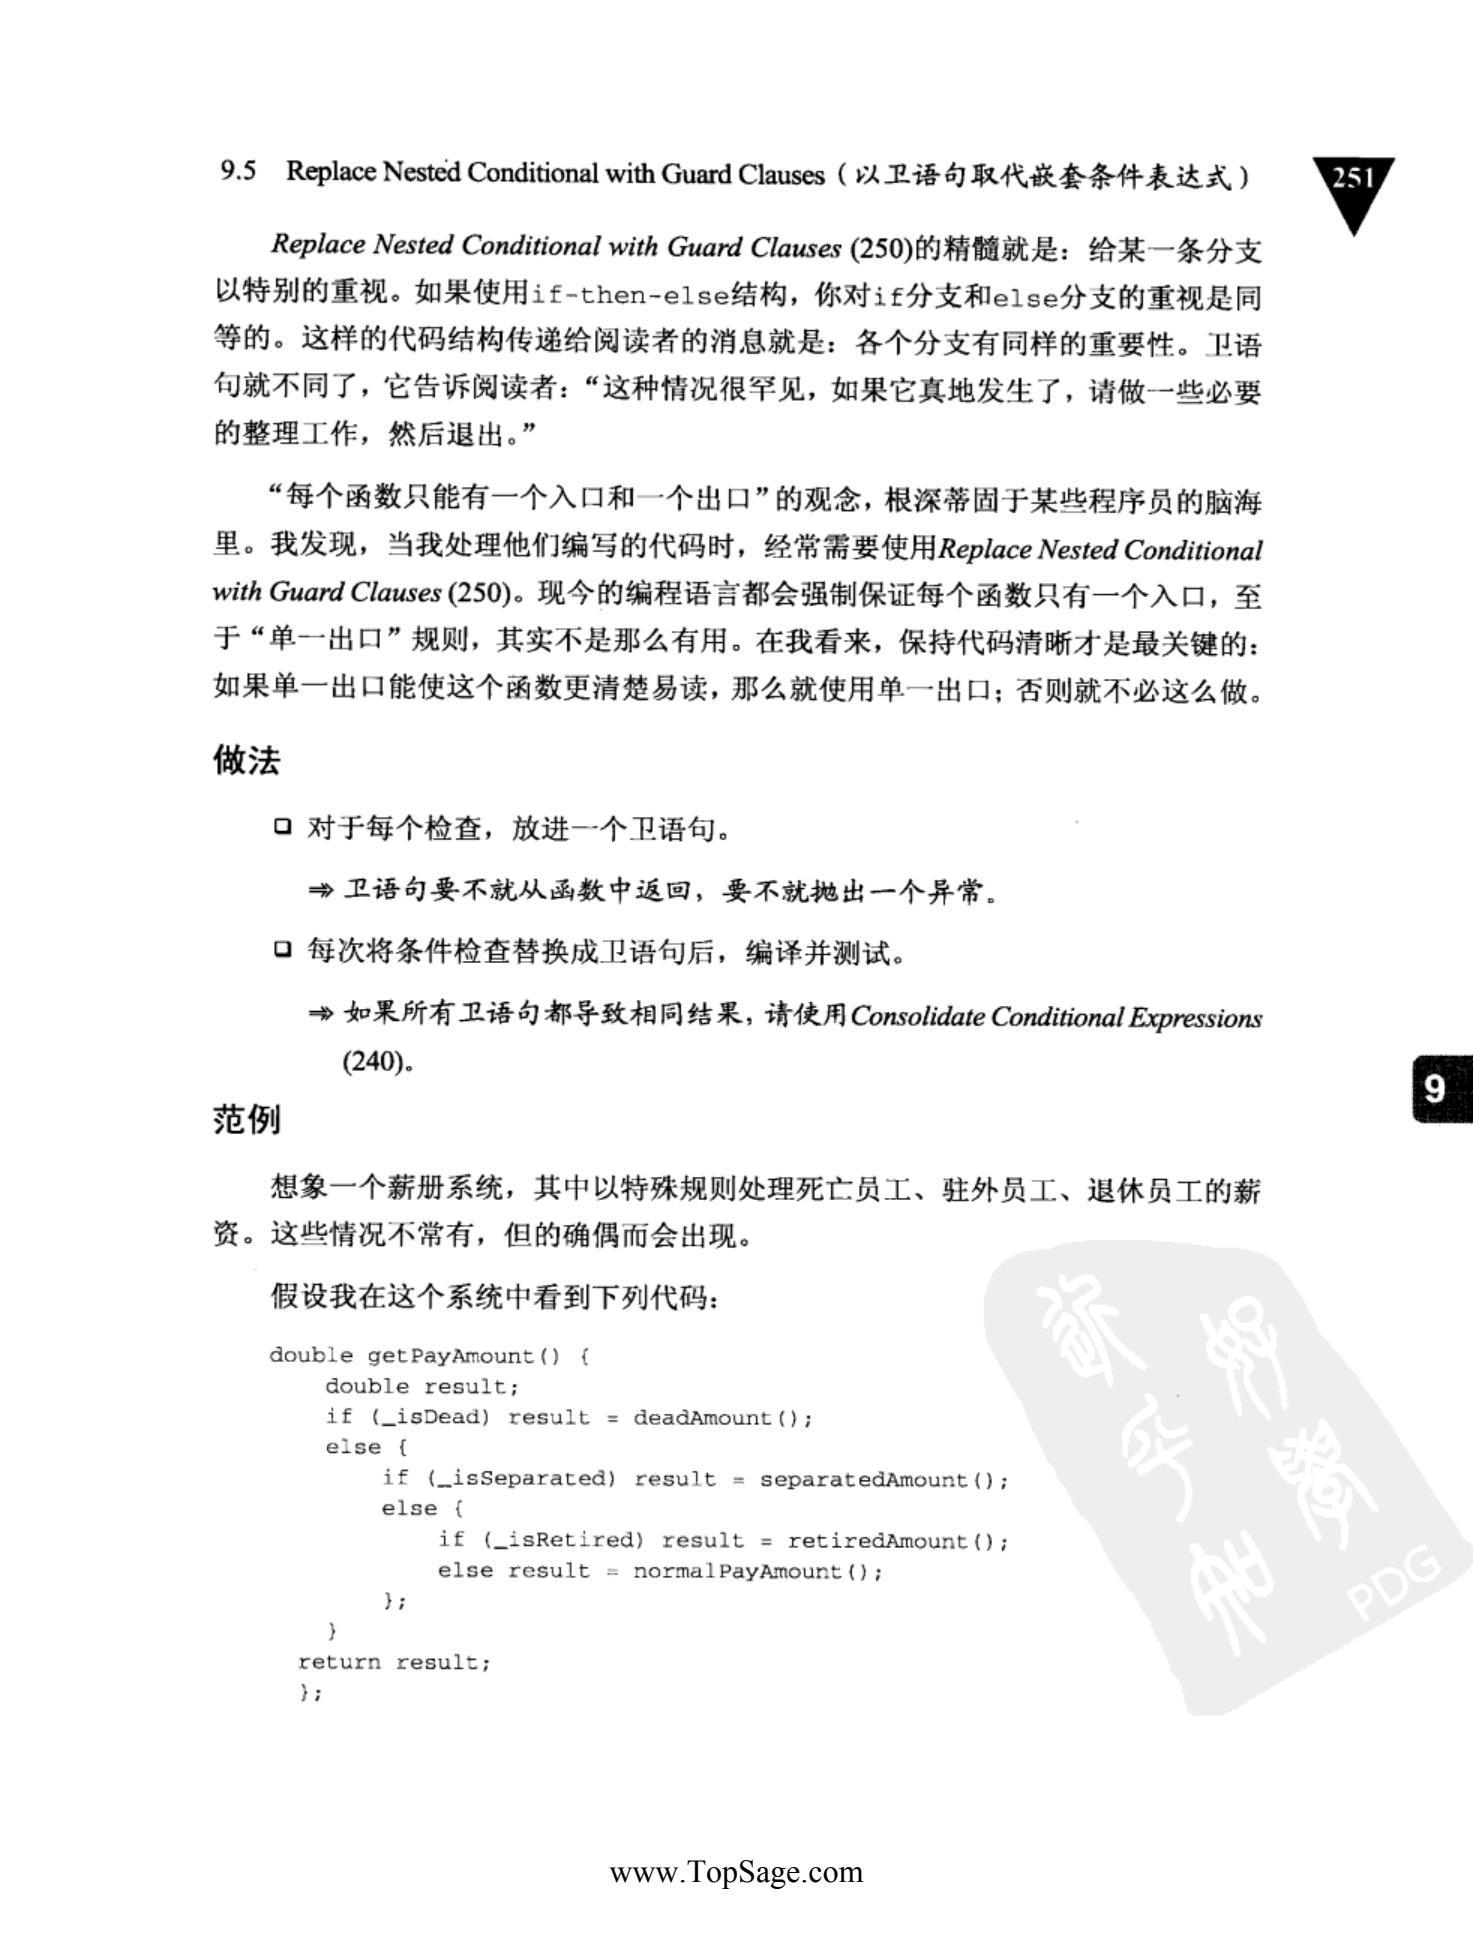 9.5 Replace Nested Conditional with Guard Clauses（以卫语句取代嵌套条件表达式）
251
Replace Nested Conditional with Guard Clauses (250)的精髓就是：给某一条分支
以特别的重视。如果使用if-then-else结构，你对if分支和else分支的重视是同
等的。这样的代码结构传递给阅读者的消息就是：各个分支有同样的重要性。卫语
句就不同了，它告诉阅读者：“这种情况很罕见，如果它真地发生了，请做一些必要
的整理工作，然后退出。”
“每个函数只能有一个入口和一个出口”的观念，根深蒂固于某些程序员的脑海
里。我发现，当我处理他们编写的代码时，经常需要使用Replace Nested Conditional
with Guard Clauses (250)。现今的编程语言都会强制保证每个函数只有一个入口，至
于“单一出口”规则，其实不是那么有用。在我看来，保持代码清晰才是最关键的：
如果单一出口能使这个函数更清楚易读，那么就使用单一出口；否则就不必这么做。
做法
❑ 对于每个检查，放进一个卫语句。
⇒ 卫语句要不就从函数中返回，要不就抛出一个异常。
❑ 每次将条件检查替换成卫语句后，编译并测试。
⇒ 如果所有卫语句都导致相同结果，请使用Consolidate Conditional Expressions
(240)。
9
范例
想象一个薪册系统，其中以特殊规则处理死亡员工、驻外员工、退休员工的薪
资。这些情况不常有，但的确偶而会出现。
假设我在这个系统中看到下列代码：
double getPayAmount() {
double result;
if (_isDead) result = deadAmount();
else {
if (_isSeparated) result = separatedAmount();
else {
if (_isRetired) result = retiredAmount();
else result = normalPayAmount();
};
}
return result;
};
PDG
www.TopSage.com